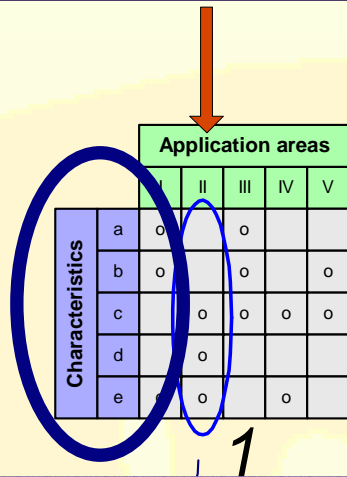 Application areas
I II III IV V
Characteristics
a o o
b o o o
c o o o o
d o
e o o o
1